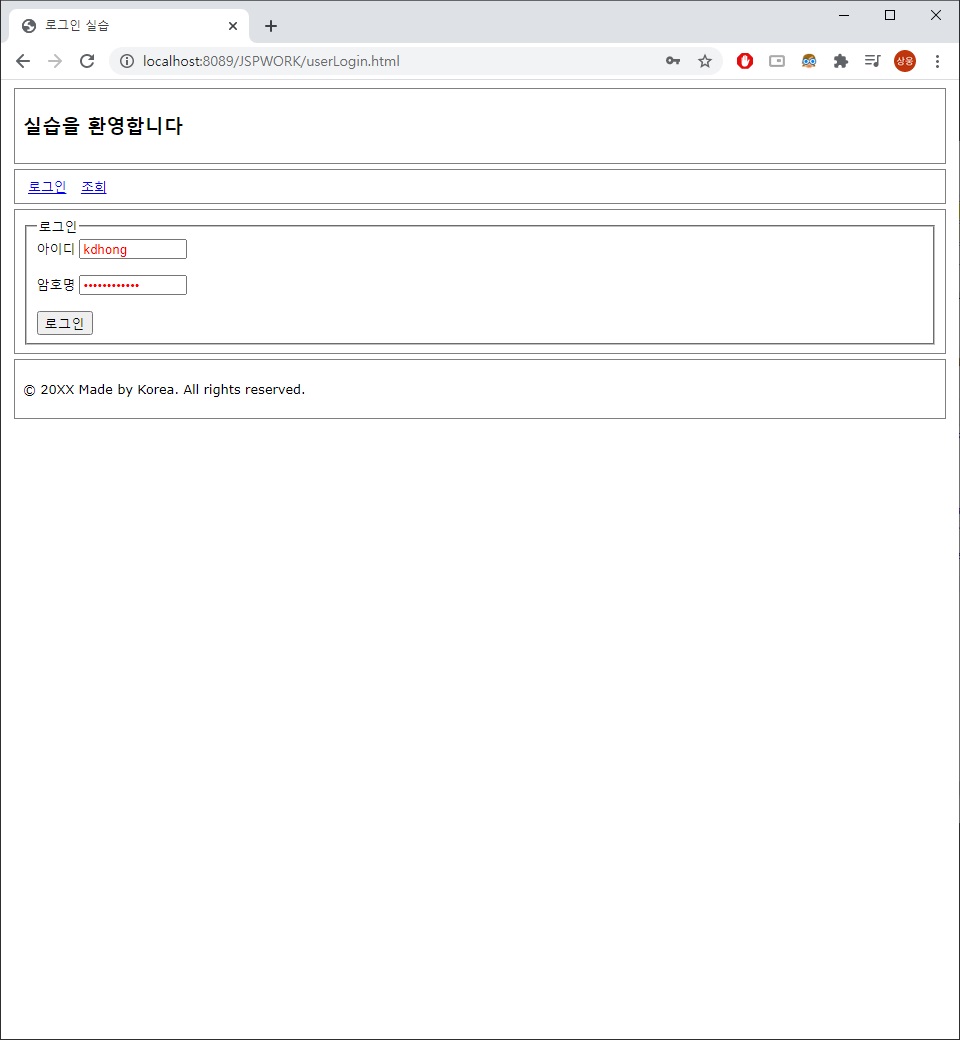 로그인 실습
localhost:8089/JSPWORK/userLogin.html
상웅
실습을 환영합니다
로그인 조회
로그인
아이디 kdhong
암호명 ••••••••••••
로그인
© 20XX Made by Korea. All rights reserved.